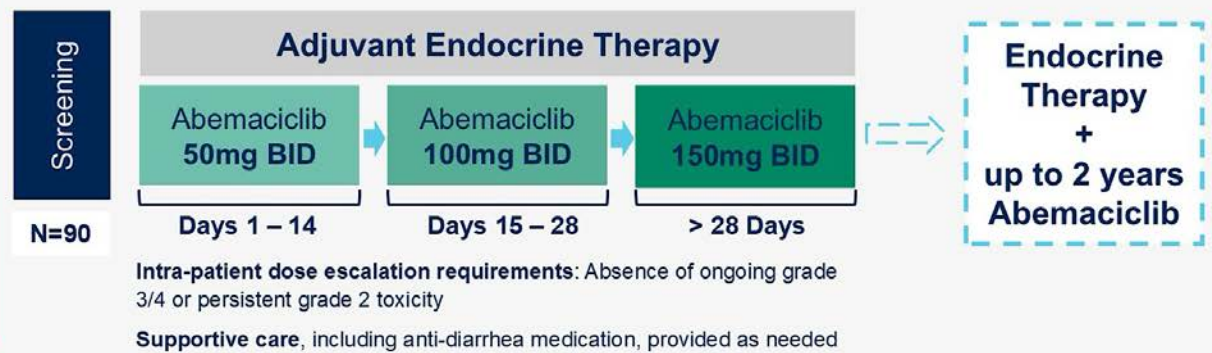 Screening
N=90
Adjuvant Endocrine Therapy
Abemaciclib
50mg BID
Abemaciclib
100mg BID
Abemaciclib
150mg BID
Days 1 – 14
Days 15 – 28
> 28 Days
Endocrine
Therapy
+
up to 2 years
Abemaciclib
Intra-patient dose escalation requirements: Absence of ongoing grade
3/4 or persistent grade 2 toxicity
Supportive care, including anti-diarrhea medication, provided as needed